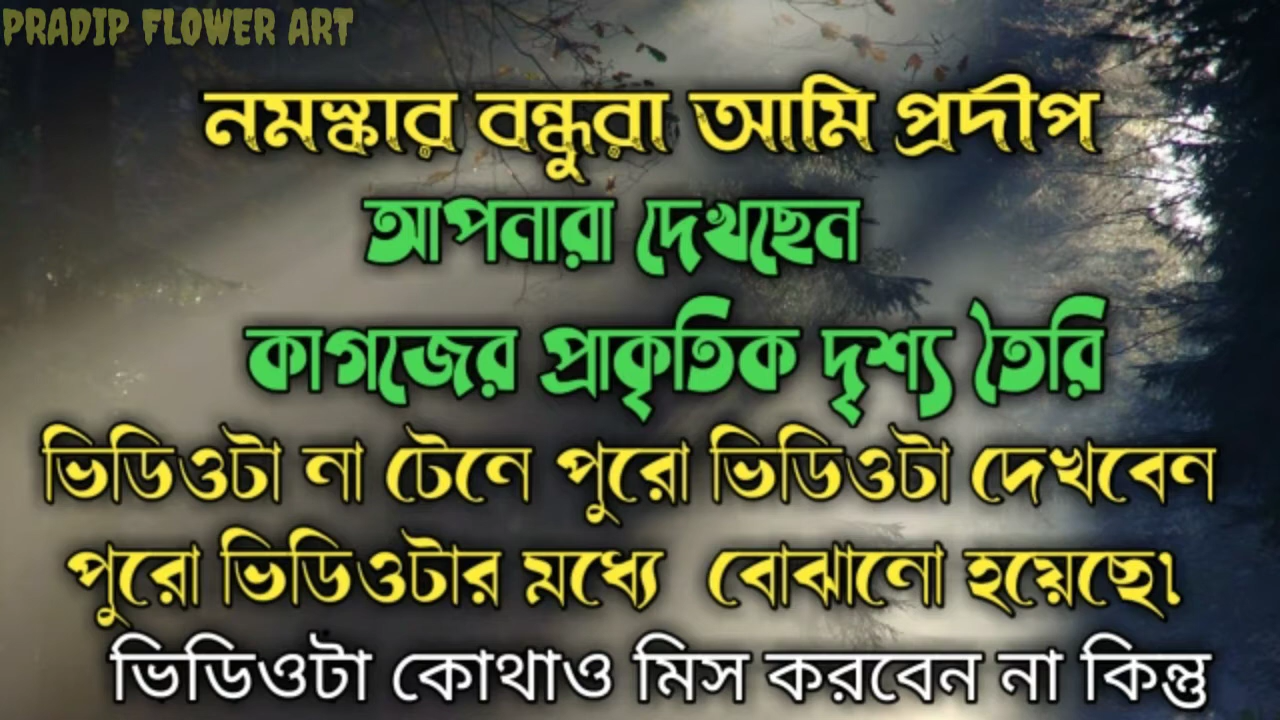 PRADIP FLOWER ART
নমস্কার বন্ধুরা আমি প্রদীপ
আপনারা দেখছেন
কাগজের প্রাকৃতিক দৃশ্য তৈরি
ভিডিওটা না টেনে পুরো ভিডিওটা দেখবেন
পুরো ভিডিওটার মধ্যে বোঝানো হয়েছে৷
ভিডিওটা কোথাও মিস করবেন না কিন্তু